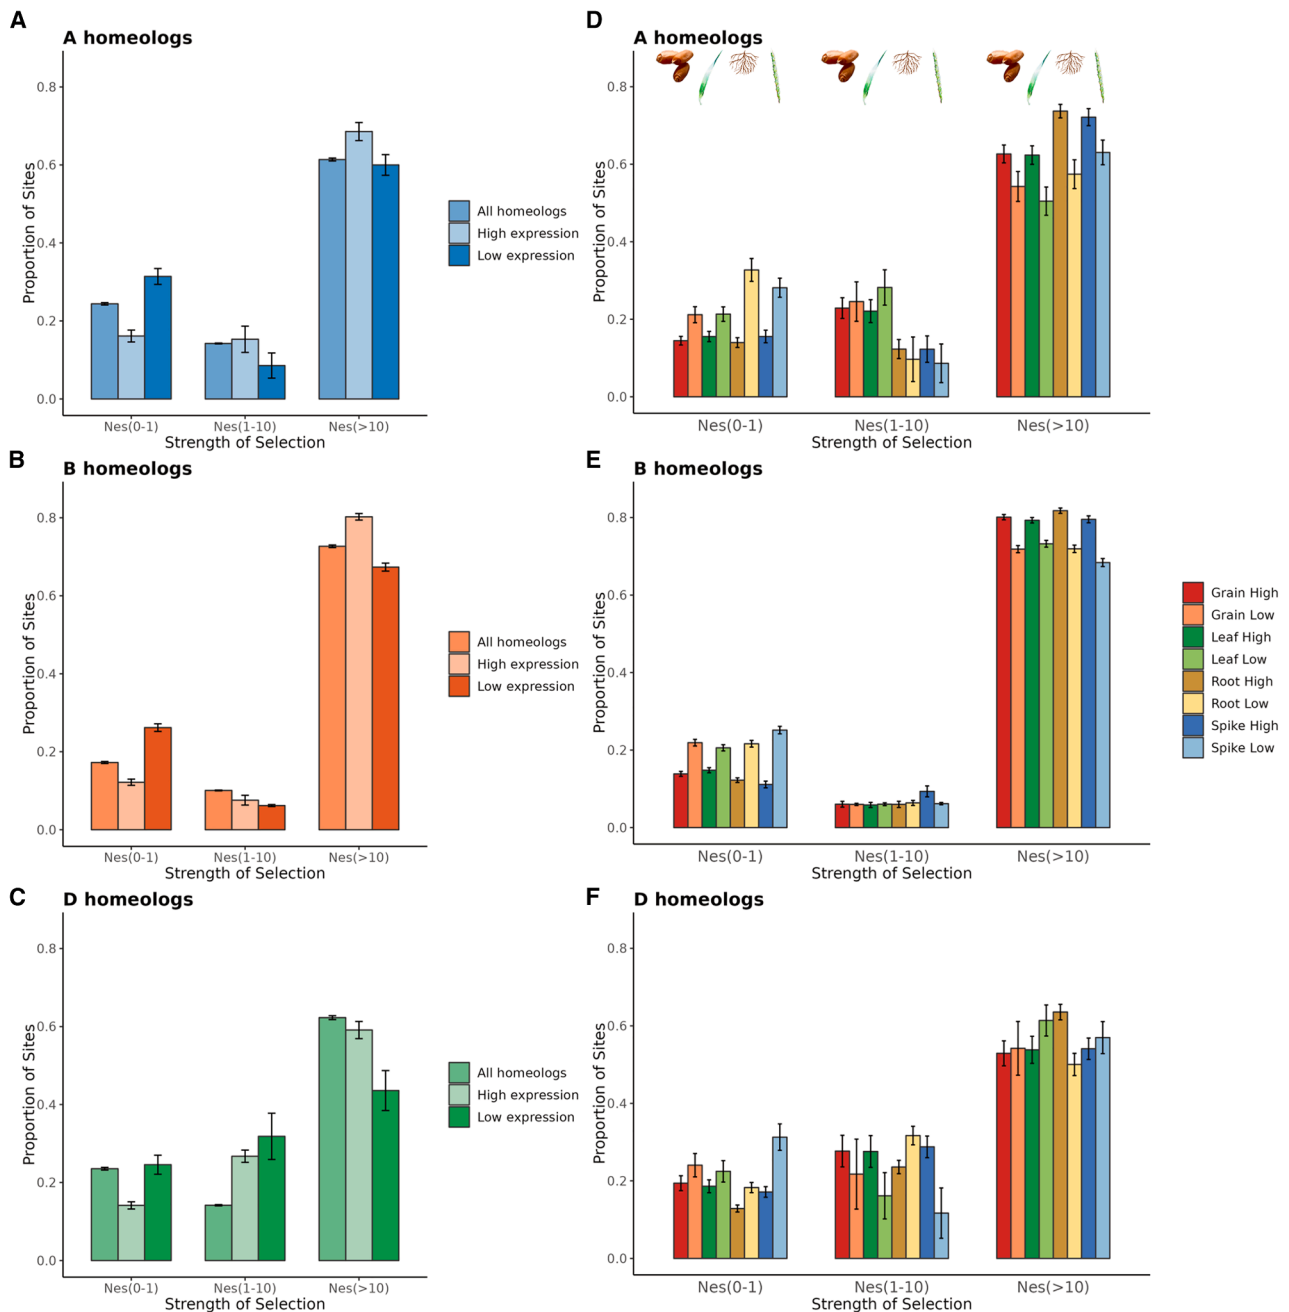 A
A homeologs
Proportion of Sites
0.8
0.6
0.4
0.2
0.0
Nes(0-1)
Nes(1-10)
Nes(>10)
Strength of Selection
All homeologs
High expression
Low expression
B
B homeologs
Proportion of Sites
0.8
0.6
0.4
0.2
0.0
Nes(0-1)
Nes(1-10)
Nes(>10)
Strength of Selection
All homeologs
High expression
Low expression
C
D homeologs
Proportion of Sites
0.8
0.6
0.4
0.2
0.0
Nes(0-1)
Nes(1-10)
Nes(>10)
Strength of Selection
All homeologs
High expression
Low expression
D
A homeologs
Proportion of Sites
0.8
0.6
0.4
0.2
0.0
Nes(0-1)
Nes(1-10)
Nes(>10)
Strength of Selection
E
B homeologs
Proportion of Sites
0.8
0.6
0.4
0.2
0.0
Nes(0-1)
Nes(1-10)
Nes(>10)
Strength of Selection
Grain High
Grain Low
Leaf High
Leaf Low
Root High
Root Low
Spike High
Spike Low
F
D homeologs
Proportion of Sites
0.8
0.6
0.4
0.2
0.0
Nes(0-1)
Nes(1-10)
Nes(>10)
Strength of Selection